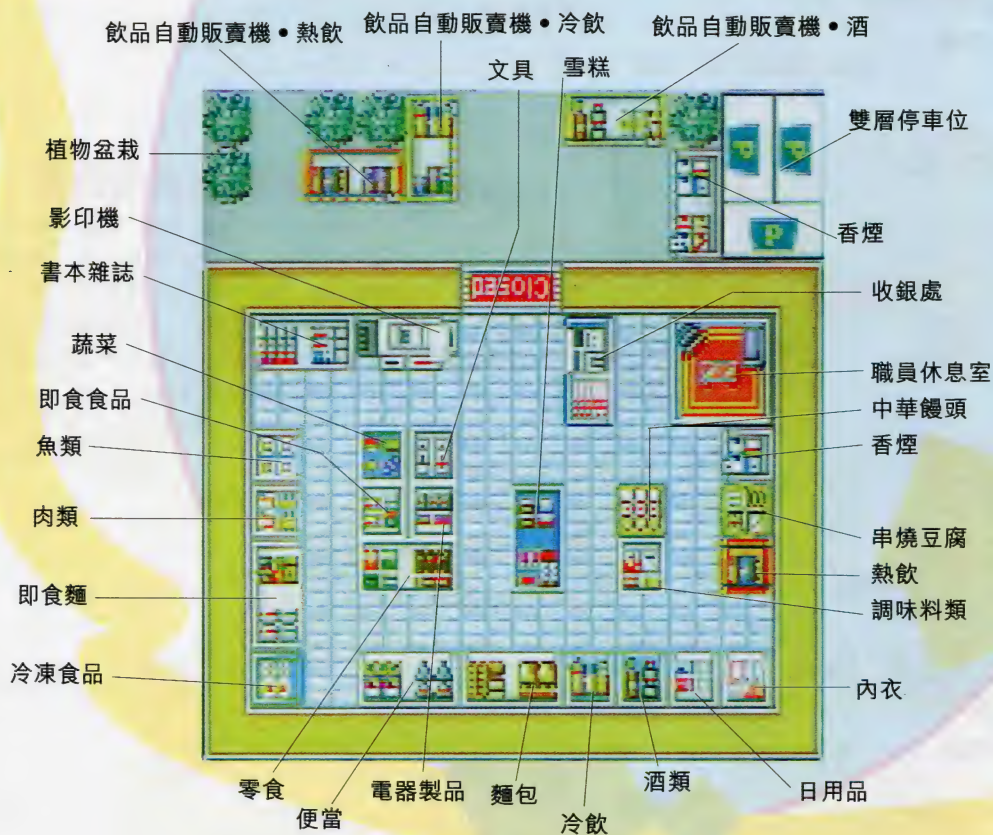 飲品自動販賣機•熱飲
飲品自動販賣機•冷飲
飲品自動販賣機•酒
文具
雪糕
植物盆栽
雙層停車位
影印機
香煙
書本雜誌
收銀處
蔬菜
職員休息室
即食食品
中華饅頭
魚類
香煙
肉類
串燒豆腐
熱飲
即食麵
調味料類
冷凍食品
內衣
零食
便當
電器製品
麵包
冷飲
酒類
日用品
P
P
P
CLOSED